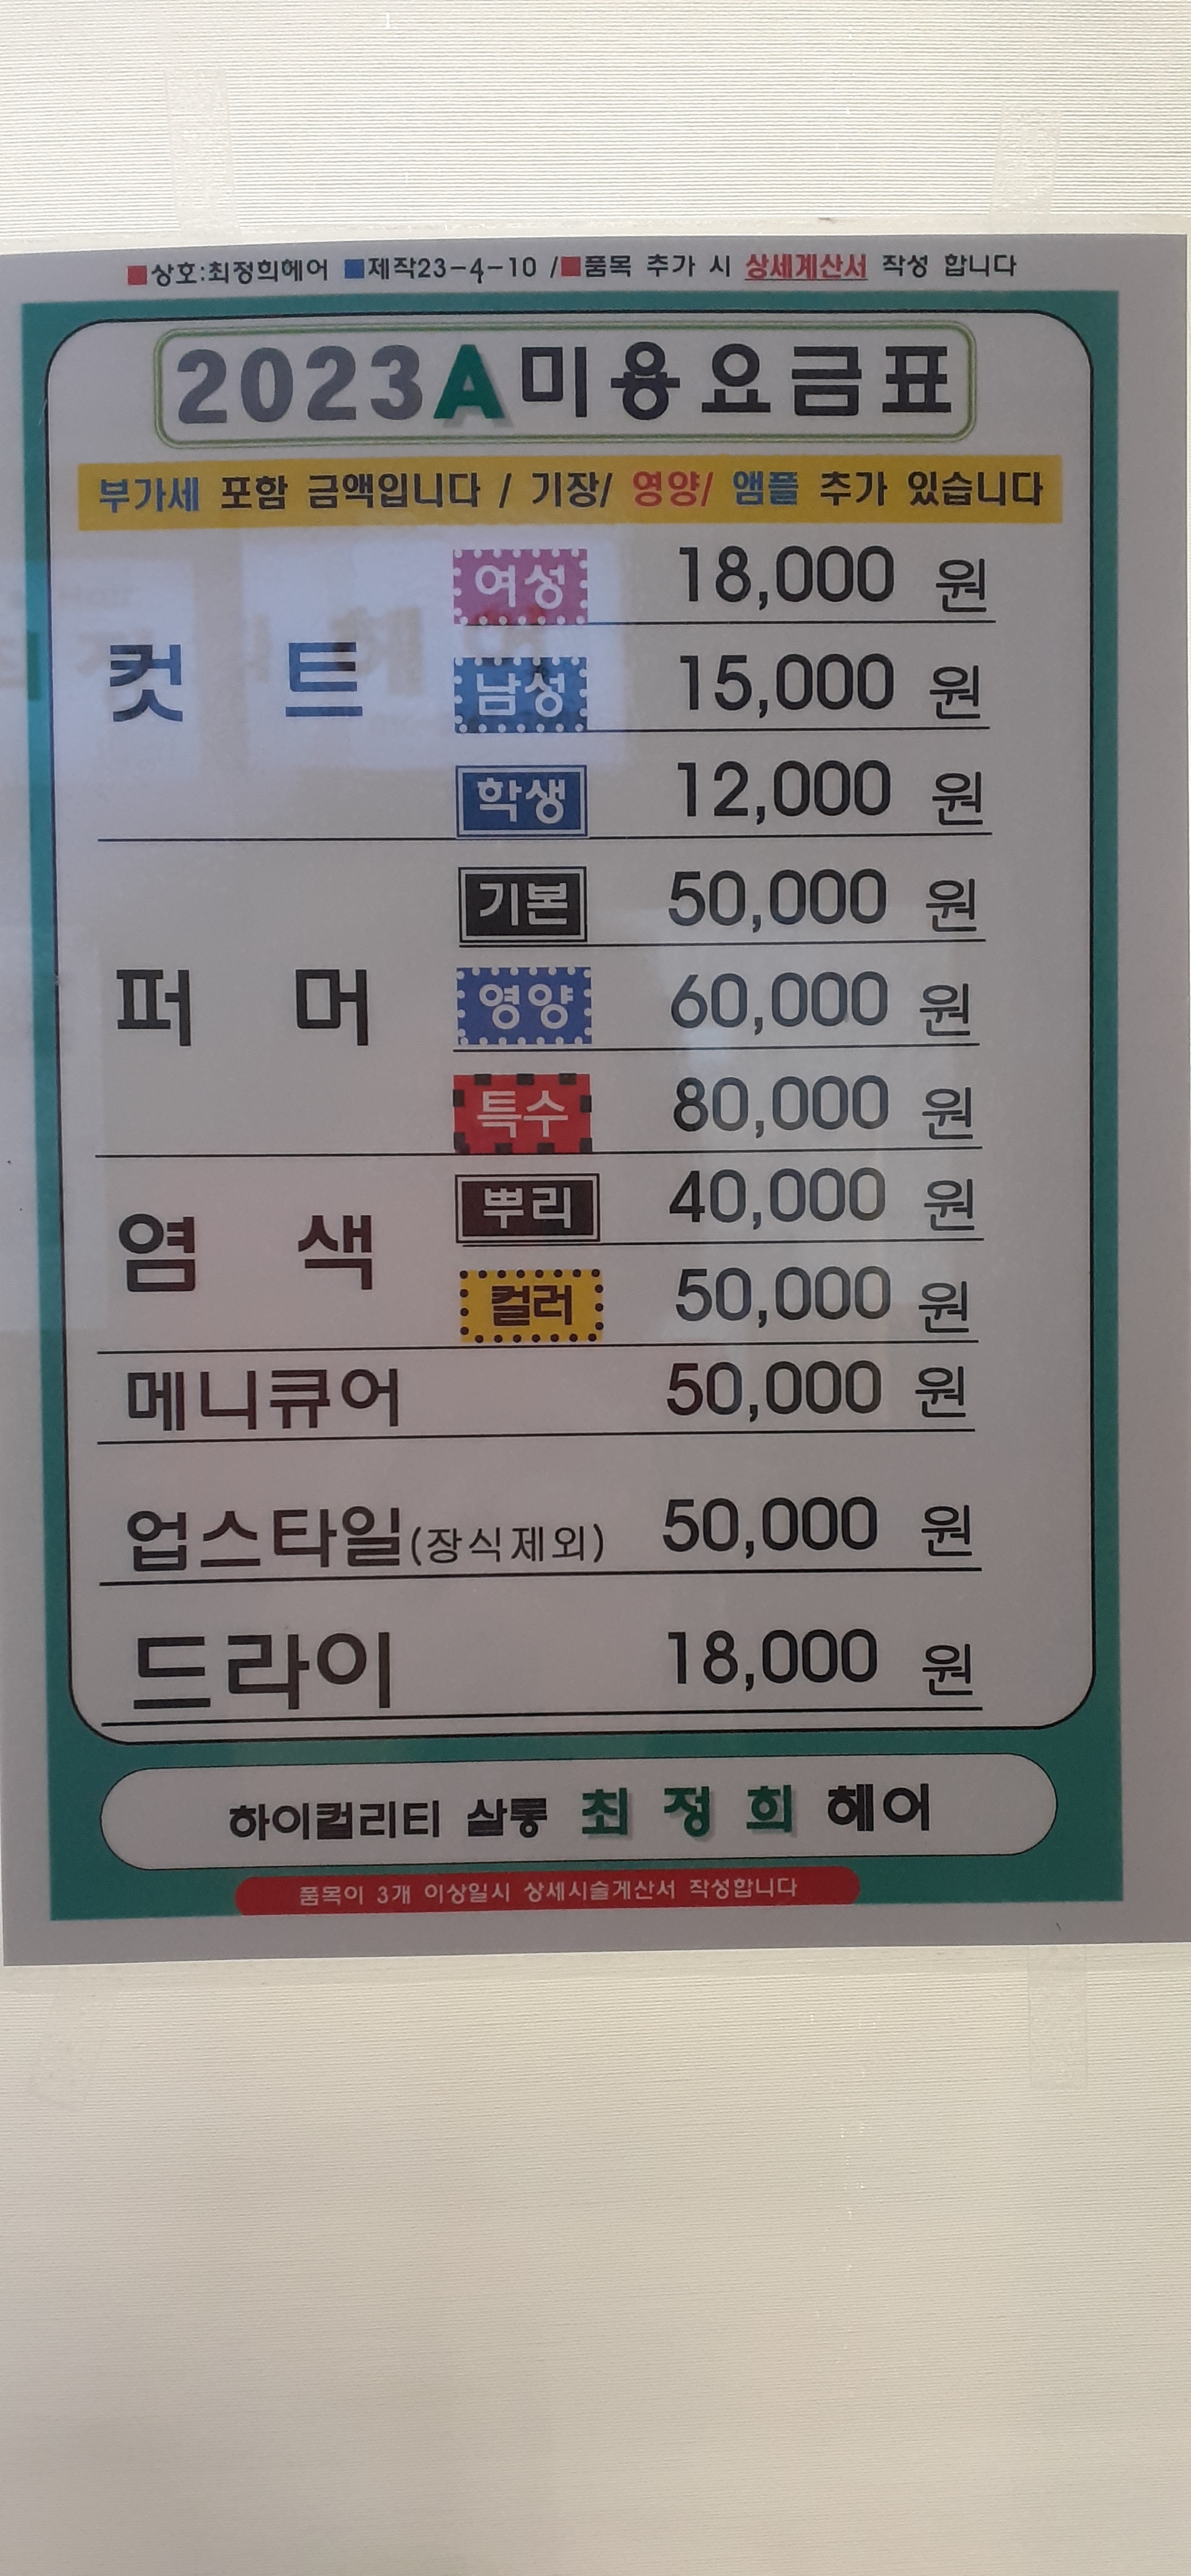 ■상호:최정희헤어 ■제작23-4-10 /■품목 추가 시 상세계산서 작성 합니다
2023A미용요금표
부가세 포함 금액입니다 / 기장/ 영양/ 앰플 추가 있습니다
컷 트
여성 18,000 원
남성 15,000 원
학생 12,000 원
퍼 머
기본 50,000 원
영양 60,000 원
특수 80,000 원
염 색
뿌리 40,000 원
컬러 50,000 원
메니큐어 50,000 원
업스타일(장식제외) 50,000 원
드라이 18,000 원
하이컬리티 살롱 최 정 희 헤어
품목이 3개 이상일시 상세시술계산서 작성합니다